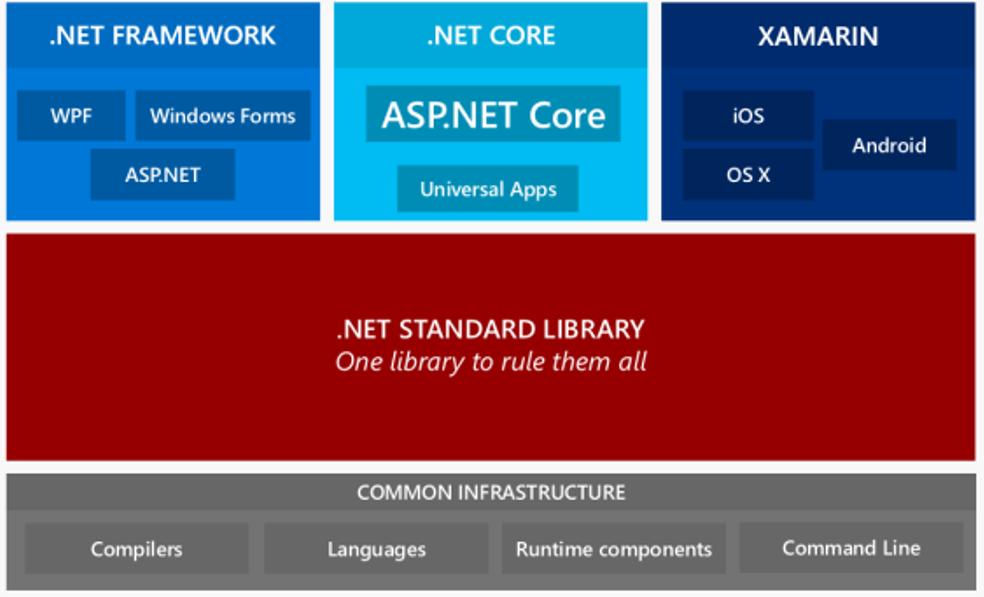 .NET FRAMEWORK
WPF
Windows Forms
ASP.NET
.NET CORE
ASP.NET Core
Universal Apps
XAMARIN
iOS
OS X
Android
.NET STANDARD LIBRARY
One library to rule them all
COMMON INFRASTRUCTURE
Compilers
Languages
Runtime components
Command Line